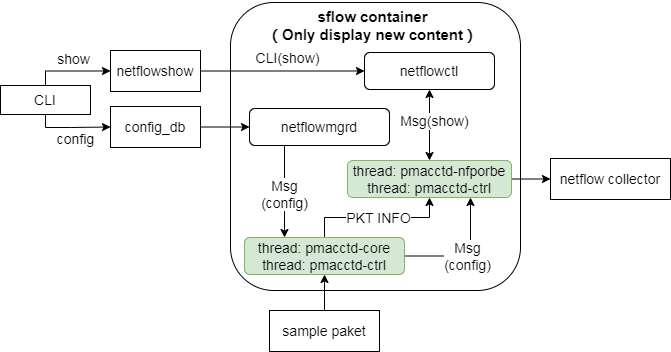 sflow container
( Only display new content )
show
netflowshow
CLI(show)
netflowctl
CLI
config
config_db
netflowmgrd
Msg(show)
thread: pmacctd-nfporbe
thread: pmacctd-ctrl
netflow collector
Msg
(config)
PKT INFO
thread: pmacctd-core
thread: pmacctd-ctrl
Msg
(config)
sample paket